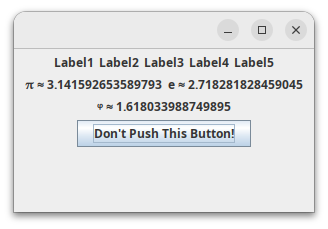 Label1 Label2 Label3 Label4 Label5
π ≈ 3.141592653589793 e ≈ 2.718281828459045
φ ≈ 1.618033988749895
Don't Push This Button!